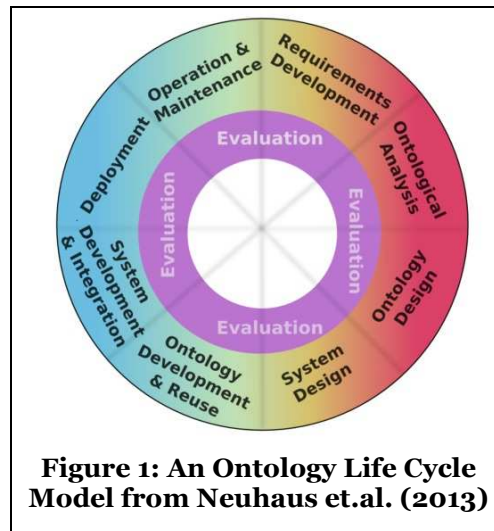 Operation &
Maintenance
Requirements
Development
Ontological
Analysis
Ontology
Design
System
Design
Ontology
Development
& Reuse
System
Development
& Integration
Deployment
Evaluation
Evaluation
Evaluation
Evaluation
Figure 1: An Ontology Life Cycle
Model from Neuhaus et.al. (2013)